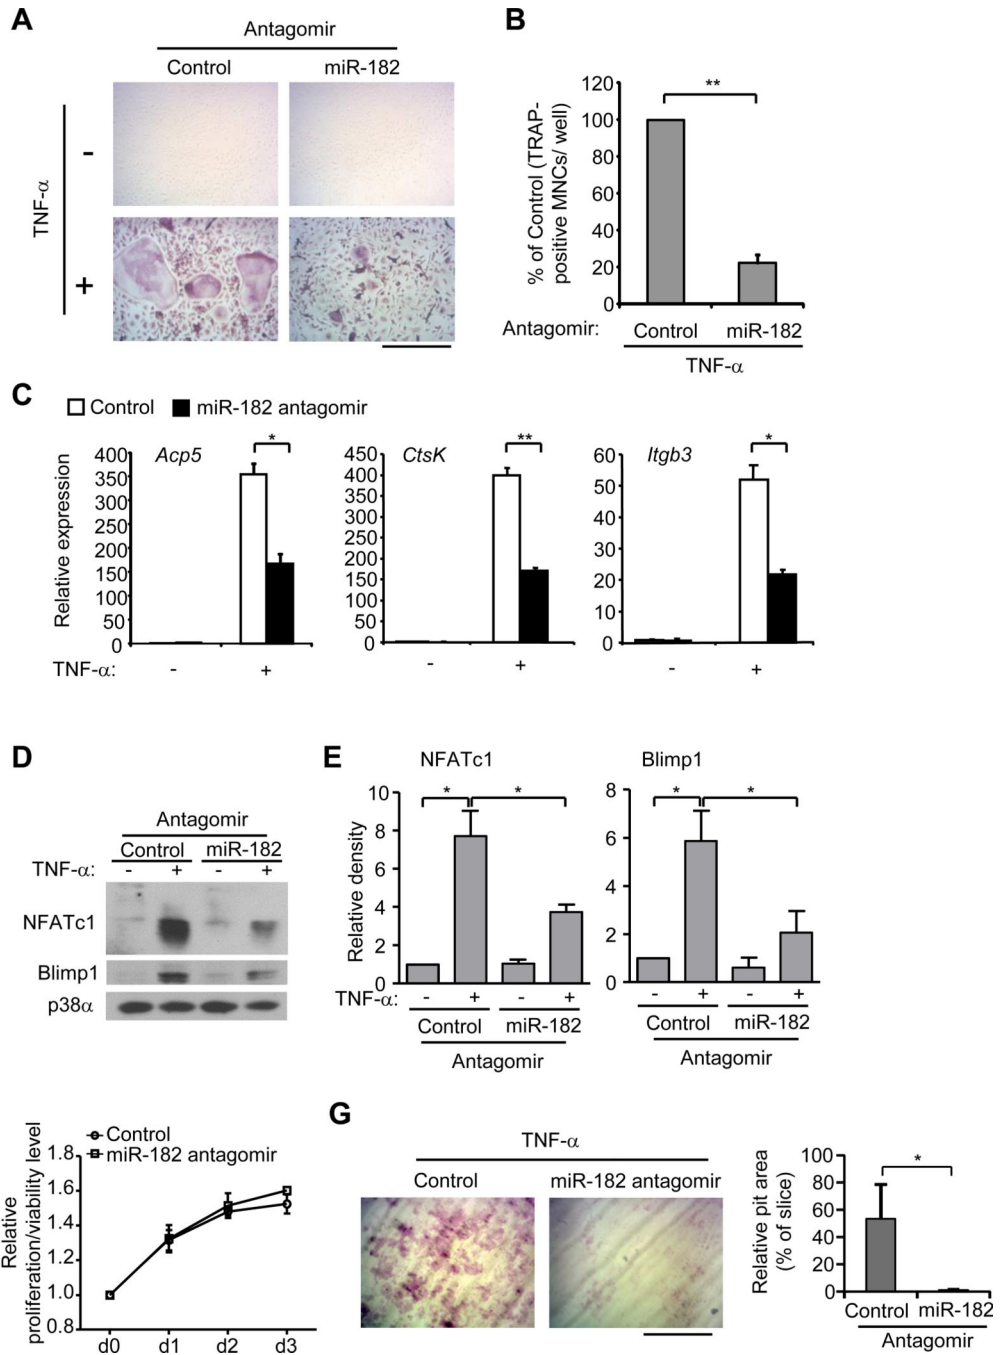 A
Antagomir
Control miR-182
TNF-α
-
+
B
% of Control (TRAP-
positive MNCs/ well)
120
100
80
60
40
20
0
**
Antagomir: Control miR-182
TNF-α
C
Control miR-182 antagomir
Relative expression
Acp5
400
350
300
250
200
150
100
50
0
*
TNF-α: - +
CtsK
450
400
350
300
250
200
150
100
50
0
**
- +
Itgb3
60
50
40
30
20
10
0
*
- +
D
Antagomir
Control miR-182
TNF-α: - + - +
NFATc1
Blimp1
p38α
E
NFATc1
Relative density
10
8
6
4
2
0
* *
TNF-α: - + - +
Control miR-182
Antagomir
Blimp1
8
6
4
2
0
* *
- + - +
Control miR-182
Antagomir
Control
miR-182 antagomir
Relative
proliferation/viability level
1.8
1.6
1.4
1.2
1.0
0.8
d0 d1 d2 d3
G
TNF-α
Control miR-182 antagomir
Relative pit area
(% of slice)
100
80
60
40
20
0
*
Control miR-182
Antagomir